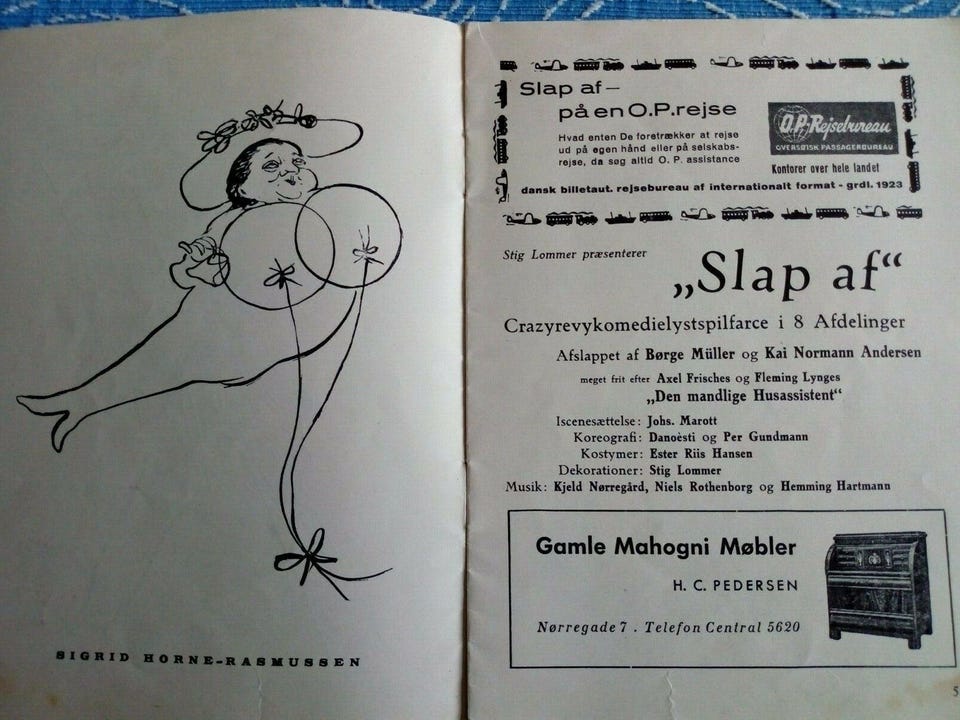 SIGRID HORNE-RASMUSSEN
Slap af—
på en O.P. rejse
Hvad enten De foretrækker at rejse
ud på egen hånd eller på selskabs-
rejse, da søg altid O. P. assistance
O.P.-Rejsebureau
OVERSØISK PASSAGERBUREAU
Kontorer over hele landet
dansk billetaut. rejsebureau af internationalt format - grdl. 1923
Stig Lommer præsenterer
„Slap af“
Crazyrevykomedielystspilfarce i 8 Afdelinger
Afslappet af Børge Müller og Kai Normann Andersen
meget frit efter Axel Frisches og Fleming Lynges
„Den mandlige Husassistent“
Iscenesættelse: Johs. Marott
Koreografi: Danoèsti og Per Gundmann
Kostymer: Ester Riis Hansen
Dekorationer: Stig Lommer
Musik: Kjeld Nørregård, Niels Rothenborg og Hemming Hartmann
Gamle Mahogni Møbler
H. C. PEDERSEN
Nørregade 7 . Telefon Central 5620
5